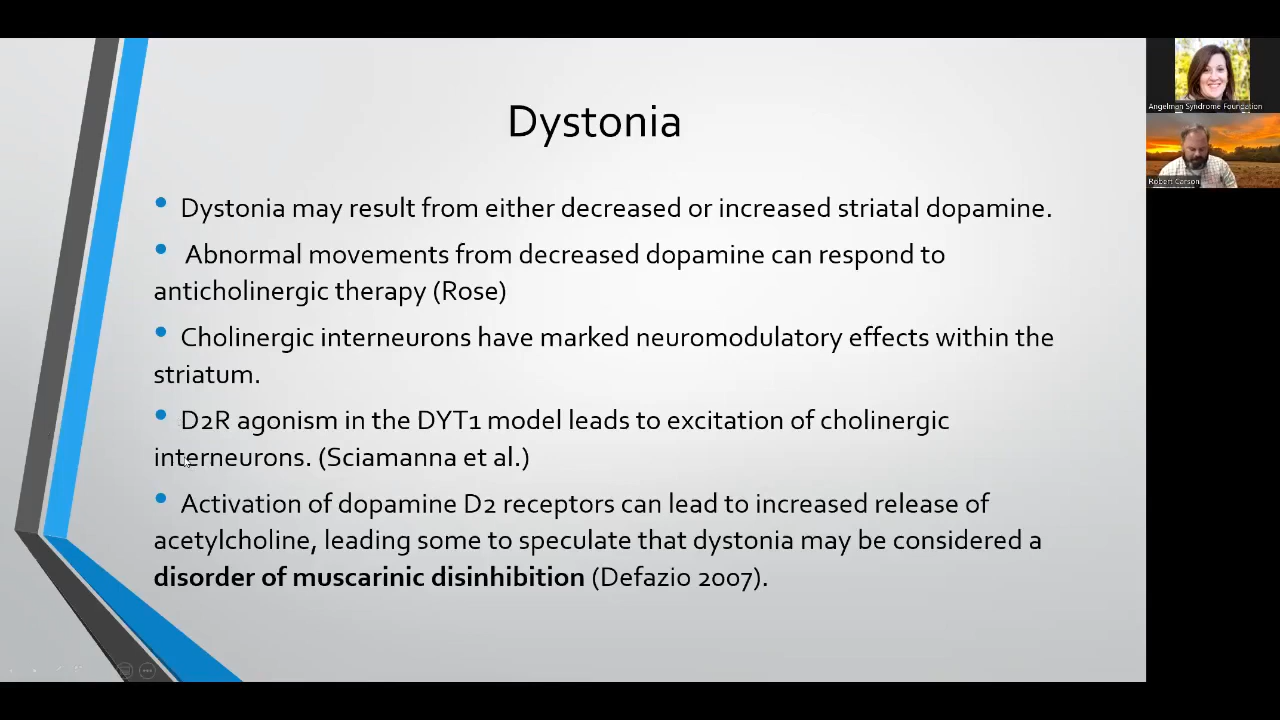 Dystonia
• Dystonia may result from either decreased or increased striatal dopamine.
• Abnormal movements from decreased dopamine can respond to
anticholinergic therapy (Rose)
• Cholinergic interneurons have marked neuromodulatory effects within the
striatum.
• D2R agonism in the DYT1 model leads to excitation of cholinergic
interneurons. (Sciamanna et al.)
• Activation of dopamine D2 receptors can lead to increased release of
acetylcholine, leading some to speculate that dystonia may be considered a
disorder of muscarinic disinhibition (Defazio 2007).
Angelman Syndrome Foundation
Robert Carson